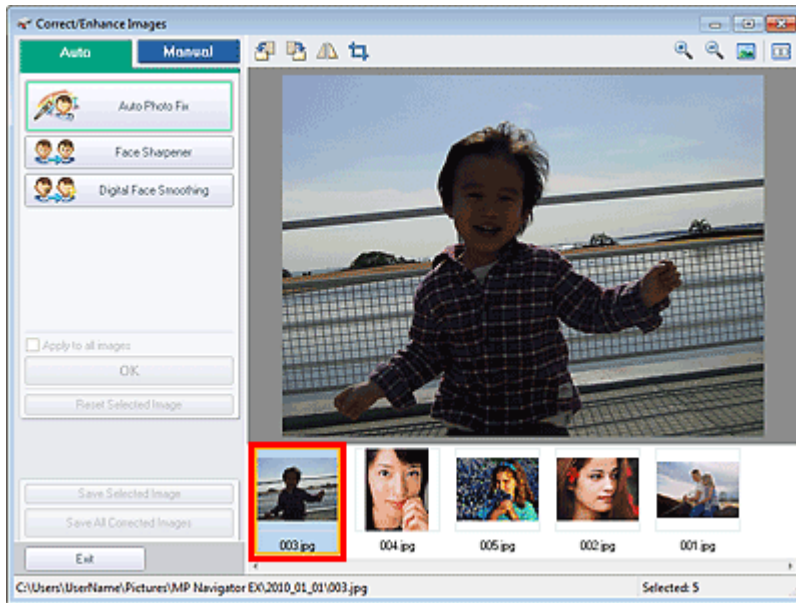 Correct/Enhance Images
Auto
Manual
Auto Photo Fix
Face Sharpener
Digital Face Smoothing
Apply to all images
OK
Reset Selected Image
Save Selected Image
Save All Corrected Images
Exit
003.jpg
004.jpg
005.jpg
002.jpg
001.jpg
C:\Users\UserName\Pictures\MP Navigator EX\2010_01_01\003.jpg
Selected: 5